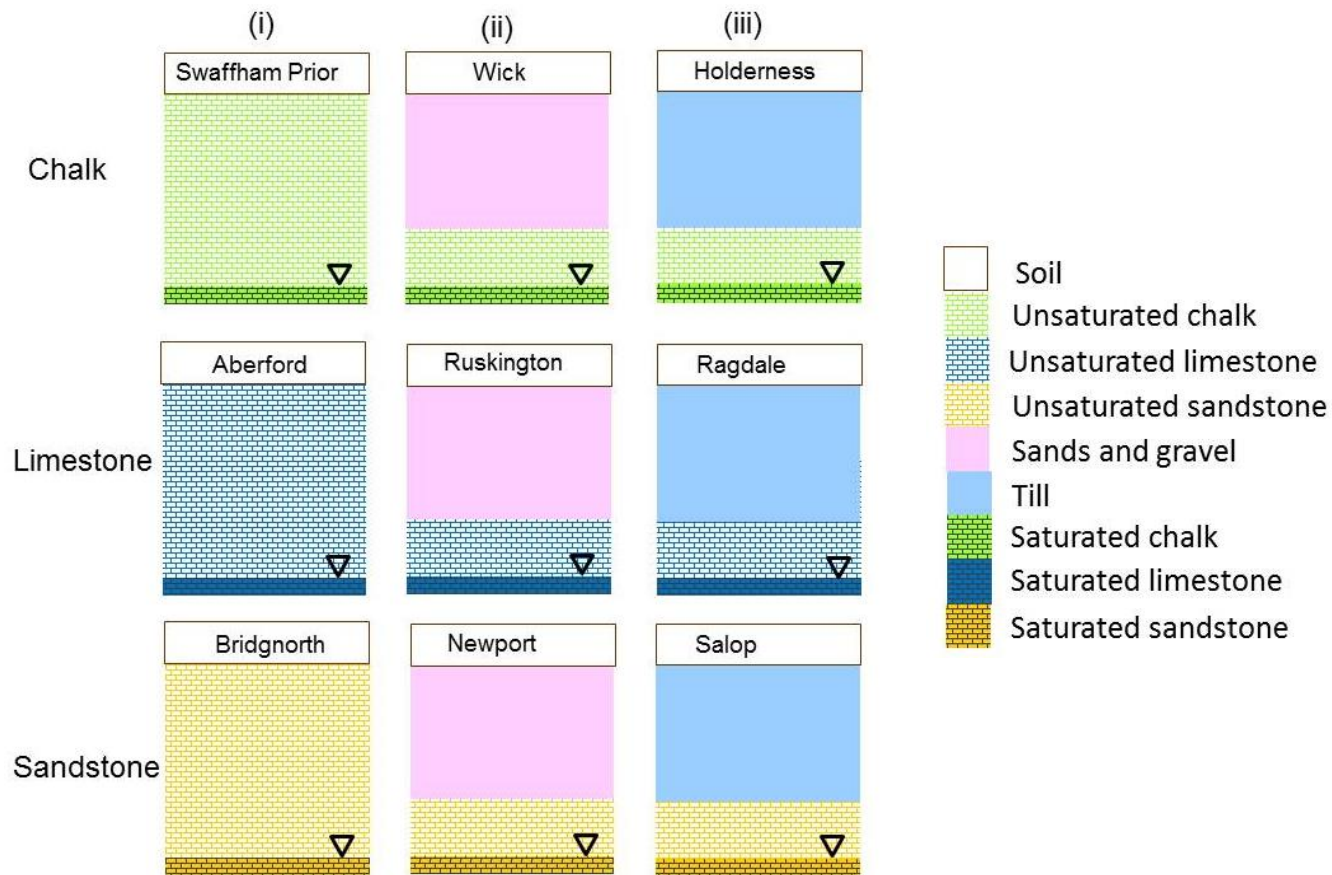 (i) (ii) (iii)
Swaffham Prior Wick Holderness
Chalk
Aberford Ruskington Ragdale
Limestone
Bridgnorth Newport Salop
Sandstone
Soil
Unsaturated chalk
Unsaturated limestone
Unsaturated sandstone
Sands and gravel
Till
Saturated chalk
Saturated limestone
Saturated sandstone